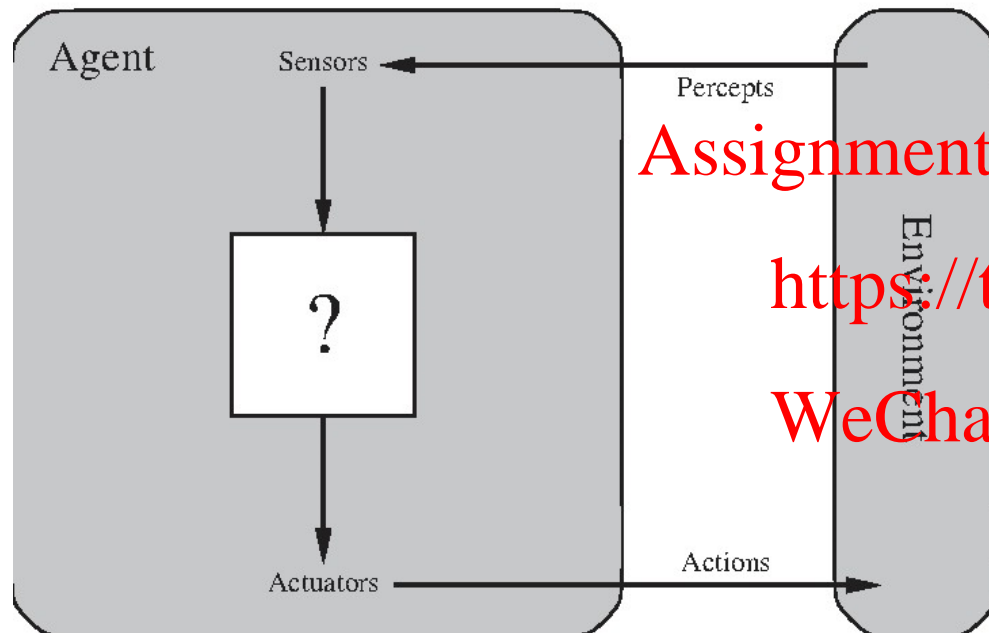 Agent
Sensors
Percepts
Assignment
https://t
Environment
?
WeCha
Actuators
Actions